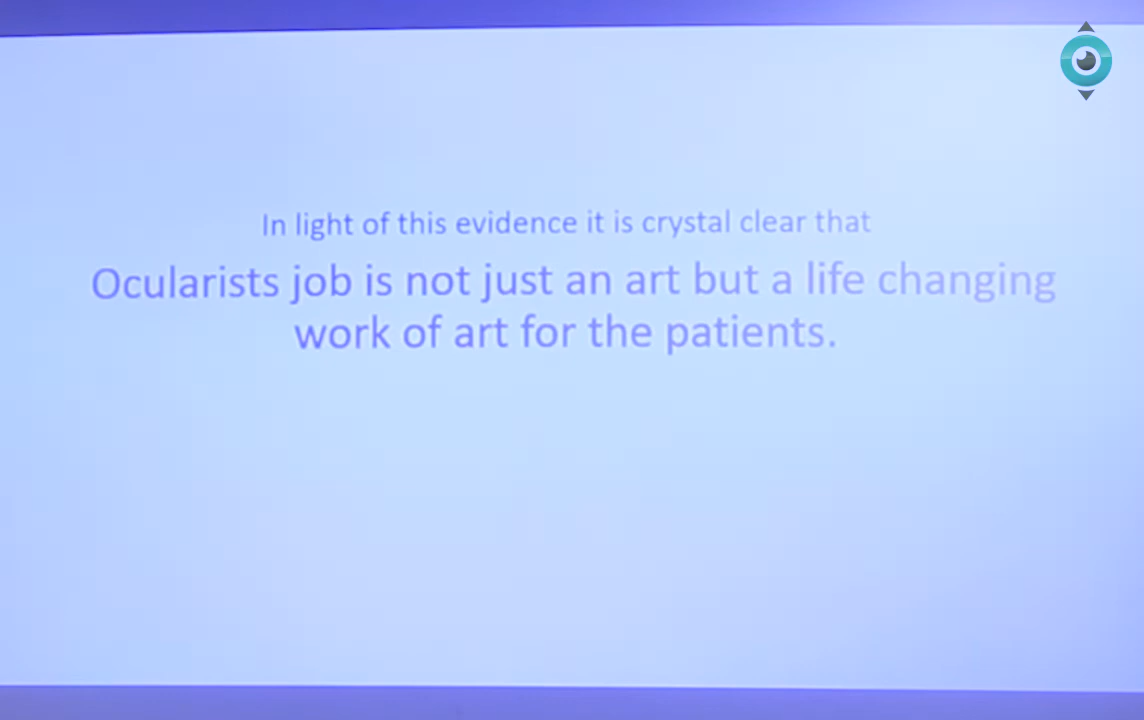 In light of this evidence it is crystal clear that
Ocularists job is not just an art but a life changing
work of art for the patients.